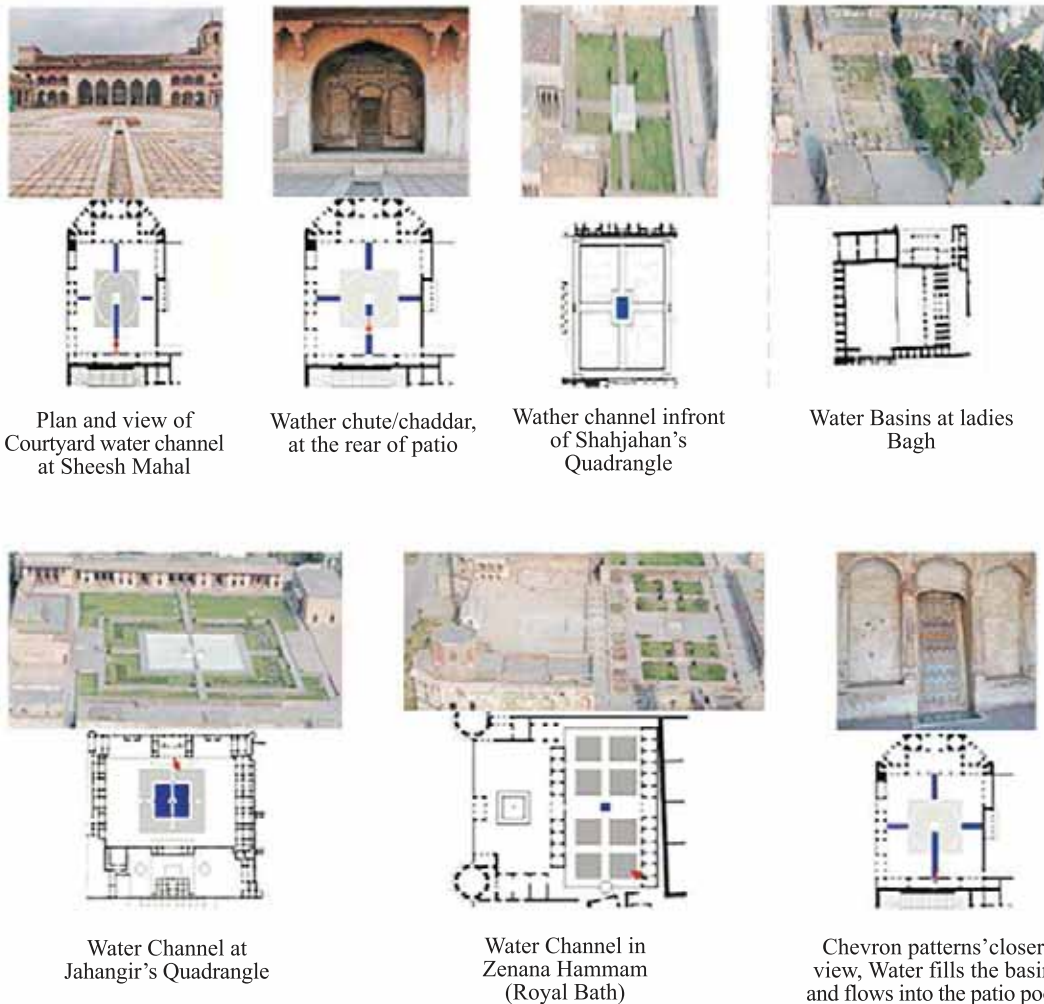 Plan and view of
Courtyard water channel
at Sheesh Mahal
Wather chute/chaddar,
at the rear of patio
Wather channel infront
of Shahjahan's
Quadrangle
Water Basins at ladies
Bagh
Water Channel at
Jahangir's Quadrangle
Water Channel in
Zenana Hammam
(Royal Bath)
Chevron patterns'closer
view, Water fills the basin
and flows into the patio